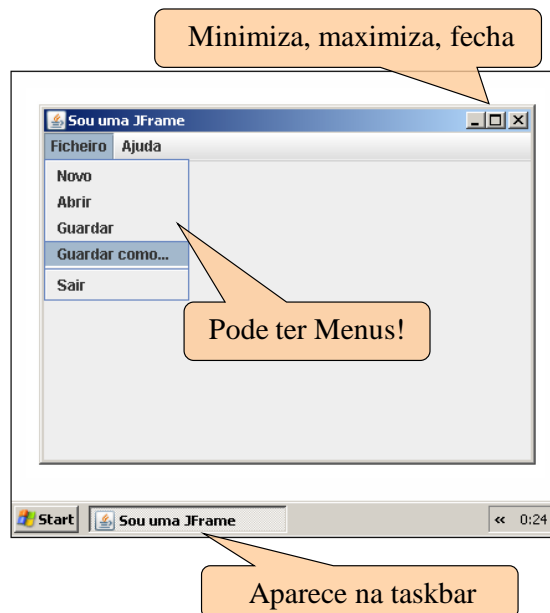 Minimiza, maximiza, fecha
Sou uma JFrame
Ficheiro Ajuda
Novo
Abrir
Guardar
Guardar como...
Sair
Pode ter Menus!
Start Sou uma JFrame « 0:24
Aparece na taskbar